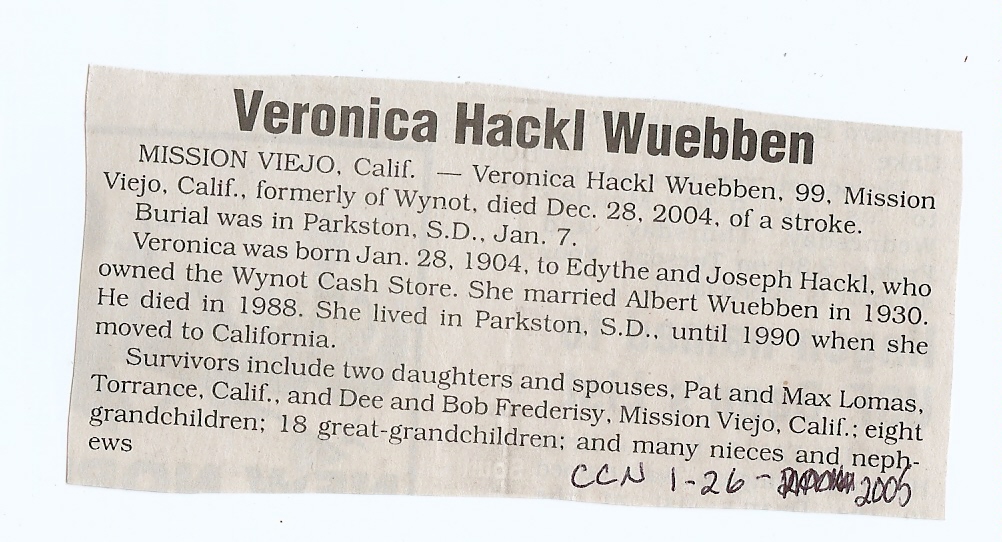 Veronica Hackl Wuebben
MISSION VIEJO, Calif. — Veronica Hackl Wuebben, 99, Mission
Viejo, Calif., formerly of Wynot, died Dec. 28, 2004, of a stroke.
Burial was in Parkston, S.D., Jan. 7.
Veronica was born Jan. 28, 1904, to Edythe and Joseph Hackl, who
owned the Wynot Cash Store. She married Albert Wuebben in 1930.
He died in 1988. She lived in Parkston, S.D., until 1990 when she
moved to California.
Survivors include two daughters and spouses, Pat and Max Lomas,
Torrance, Calif., and Dee and Bob Frederisy, Mission Viejo, Calif.; eight
grandchildren; 18 great-grandchildren; and many nieces and neph-
ews
CCN 1-26- 2005